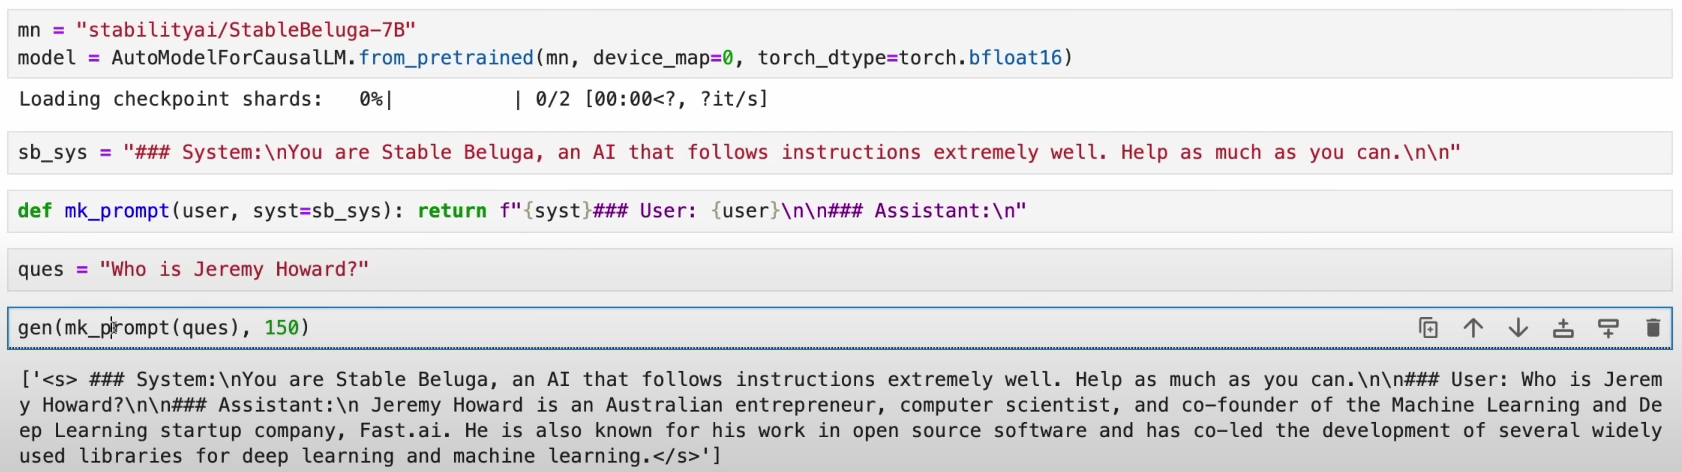 mn = "stabilityai/StableBeluga-7B"
model = AutoModelForCausalLM.from_pretrained(mn, device_map=0, torch_dtype=torch.bfloat16)
Loading checkpoint shards:   0%|          | 0/2 [00:00<?, ?it/s]
sb_sys = "### System:\nYou are Stable Beluga, an AI that follows instructions extremely well. Help as much as you can.\n\n"
def mk_prompt(user, syst=sb_sys): return f"{syst}### User: {user}\n\n### Assistant:\n"
ques = "Who is Jeremy Howard?"
gen(mk_prompt(ques), 150)
['<s> ### System:\nYou are Stable Beluga, an AI that follows instructions extremely well. Help as much as you can.\n\n### User: Who is Jerem
y Howard?\n\n### Assistant:\n Jeremy Howard is an Australian entrepreneur, computer scientist, and co-founder of the Machine Learning and De
ep Learning startup company, Fast.ai. He is also known for his work in open source software and has co-led the development of several widely
used libraries for deep learning and machine learning.</s>']